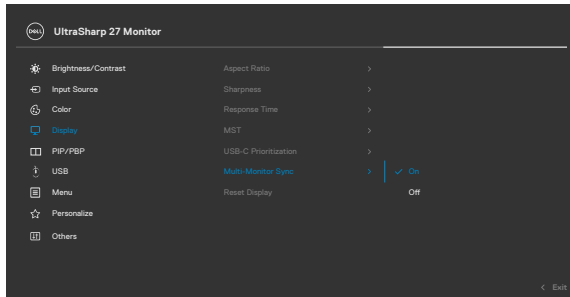 DELL
UltraSharp 27 Monitor
Brightness/Contrast
Aspect Ratio
Input Source
Sharpness
Color
Response Time
Display
MST
PIP/PBP
USB-C Prioritization
USB
Multi-Monitor Sync
On
Menu
Reset Display
Off
Personalize
Others
Exit